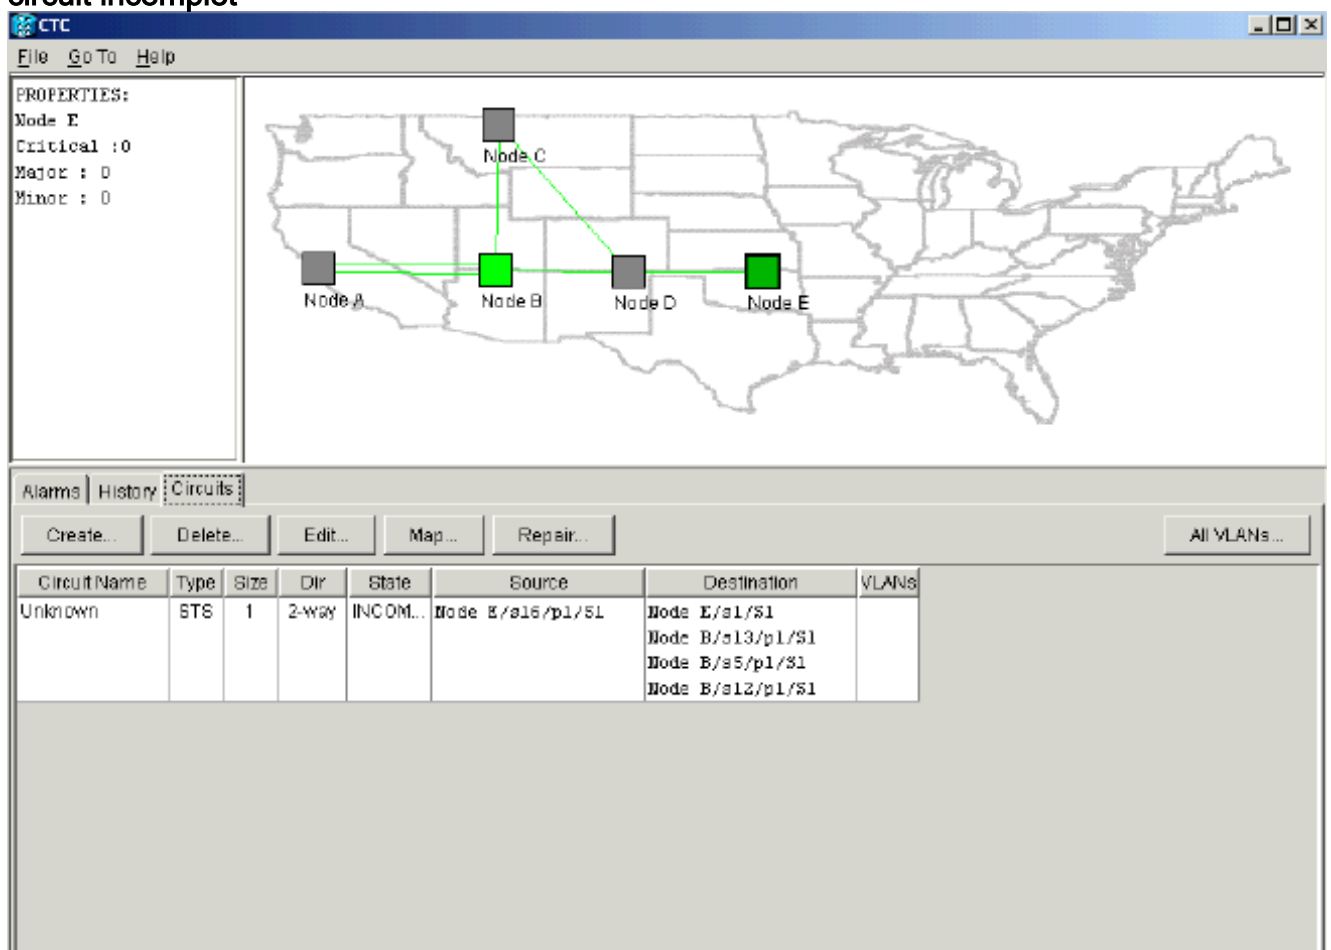 circuit incomplet
CTC
File Go To Help
PROPERTIES:
Node E
Critical :0
Major : 0
Minor : 0
Node C
Node A
Node B
Node D
Node E
Alarms History Circuits
Create... Delete... Edit... Map... Repair... All VLANs...
Circuit Name Type Size Dir State Source Destination VLANs
Unknown STS 1 2-way INCOM... Node E/s16/p1/S1 Node E/s1/S1
Node B/s13/p1/S1
Node B/s5/p1/S1
Node B/s12/p1/S1